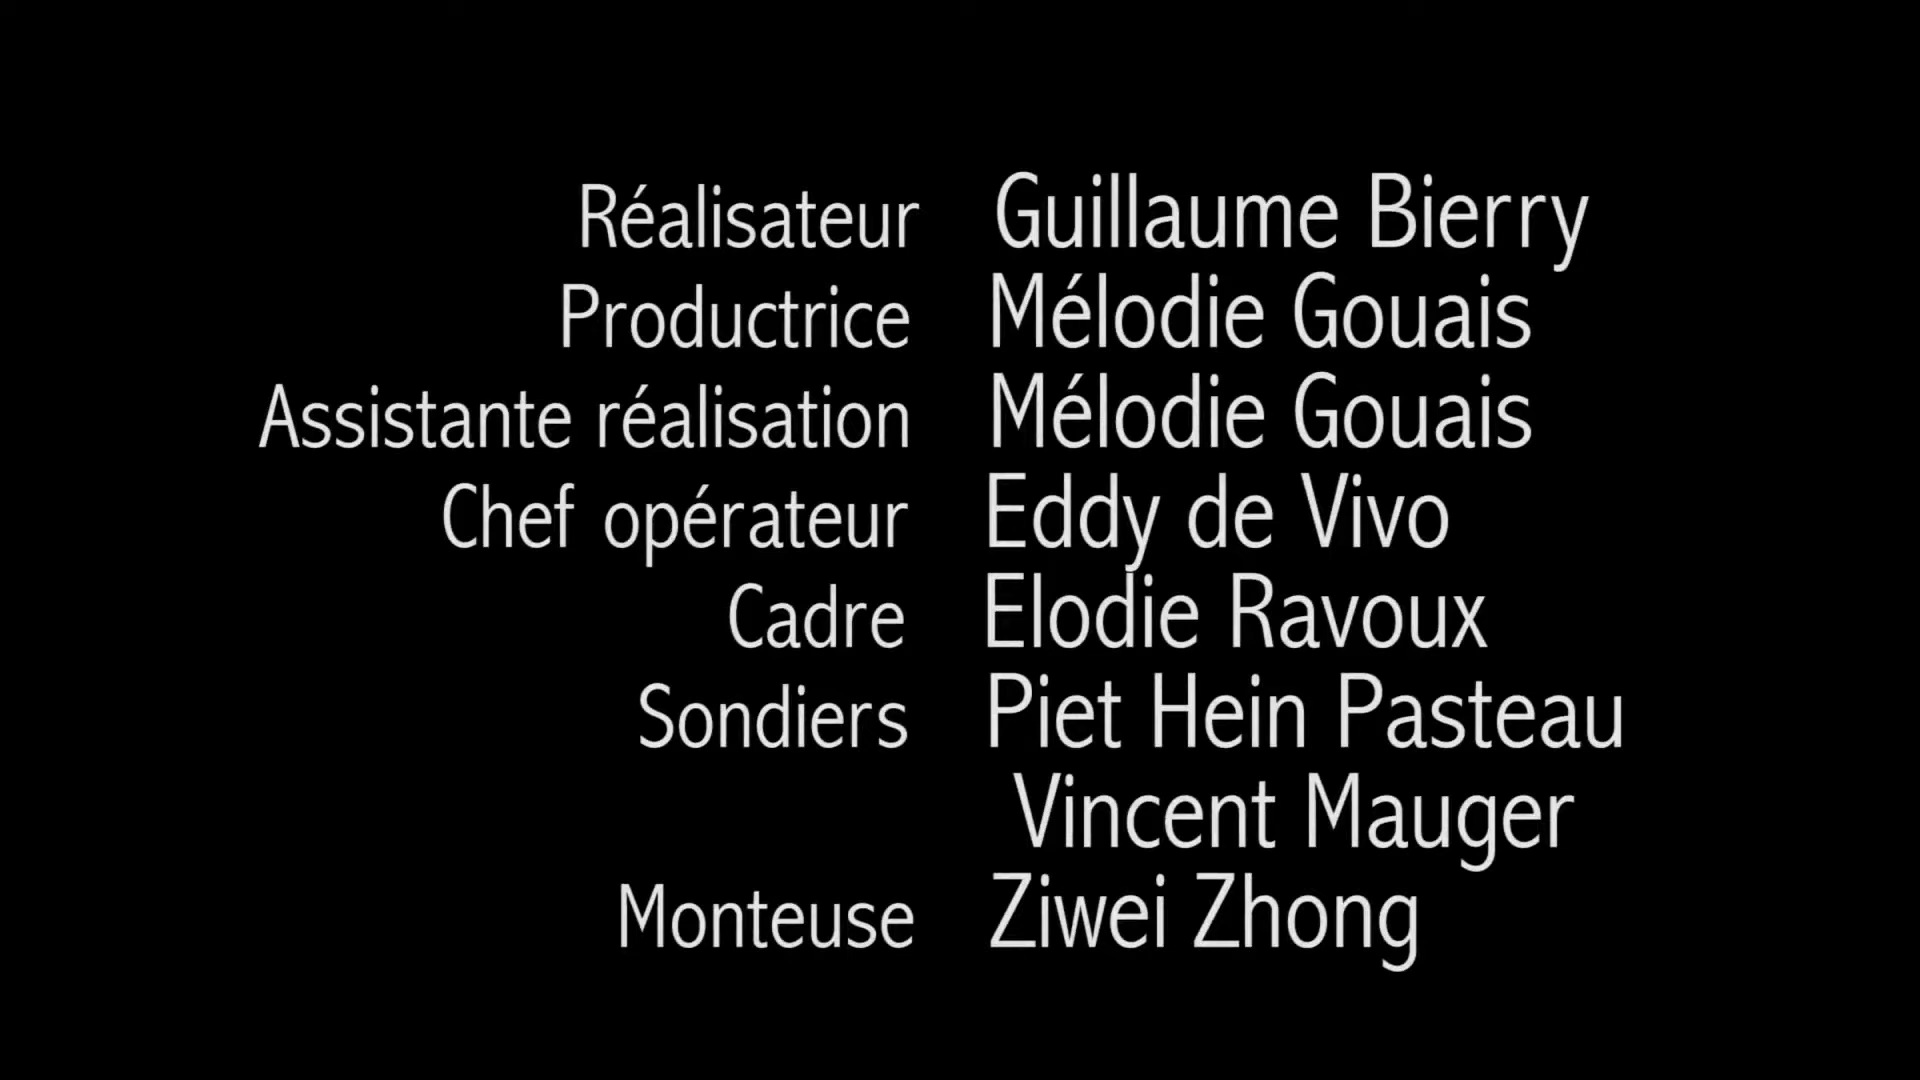 Réalisateur Guillaume Bierry
Productrice Mélodie Gouais
Assistante réalisation Mélodie Gouais
Chef opérateur Eddy de Vivo
Cadre Elodie Ravoux
Sondiers Piet Hein Pasteau
Vincent Mauger
Monteuse Ziwei Zhong